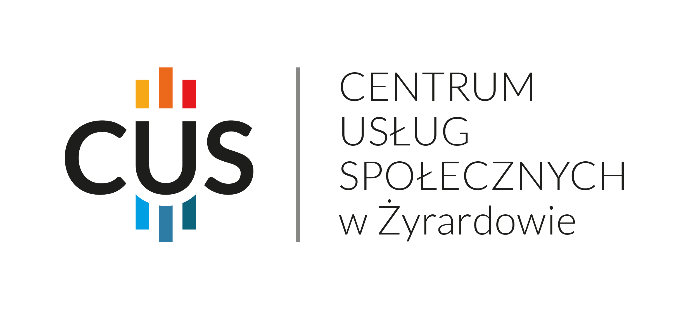 CUS
CENTRUM
USŁUG
SPOŁECZNYCH
w Żyrardowie